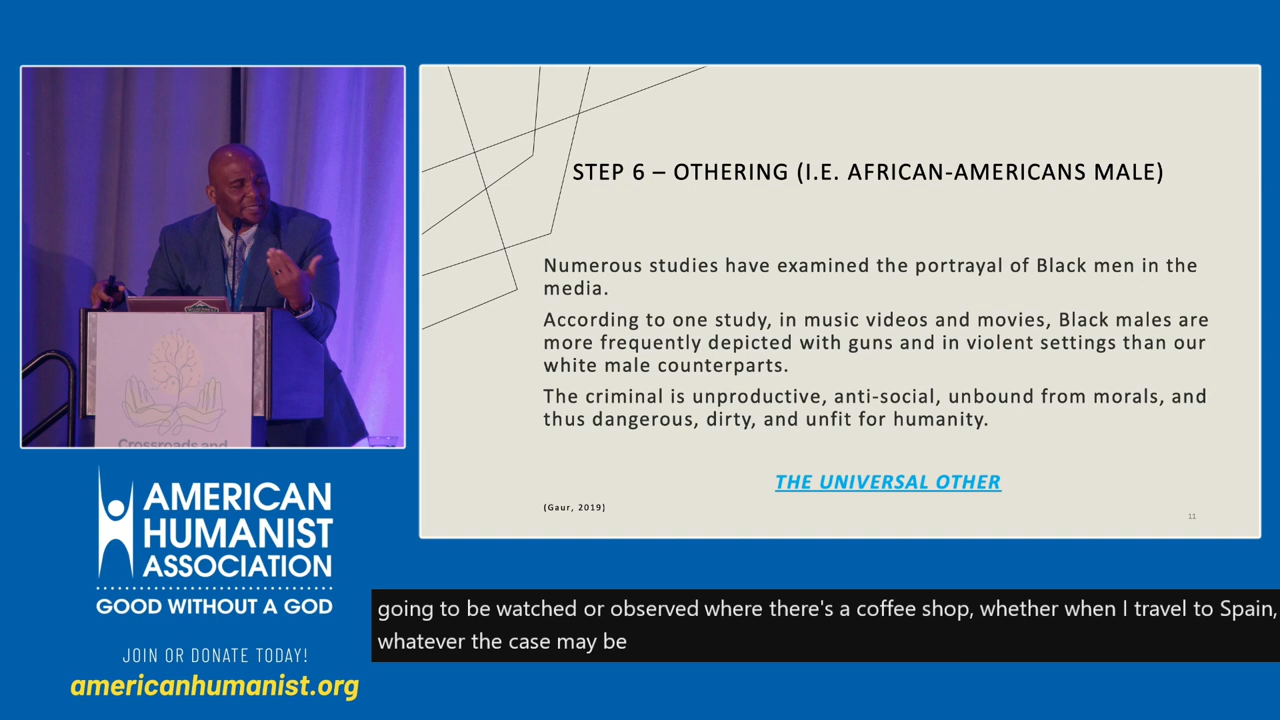 STEP 6 – OTHERING (I.E. AFRICAN-AMERICANS MALE)
Numerous studies have examined the portrayal of Black men in the
media.
According to one study, in music videos and movies, Black males are
more frequently depicted with guns and in violent settings than our
white male counterparts.
The criminal is unproductive, anti-social, unbound from morals, and
thus dangerous, dirty, and unfit for humanity.
THE UNIVERSAL OTHER
(Gaur, 2019)
11
Crossroads and
AMERICAN
HUMANIST
ASSOCIATION
GOOD WITHOUT A GOD
JOIN OR DONATE TODAY!
americanhumanist.org
going to be watched or observed where there's a coffee shop, whether when I travel to Spain,
whatever the case may be